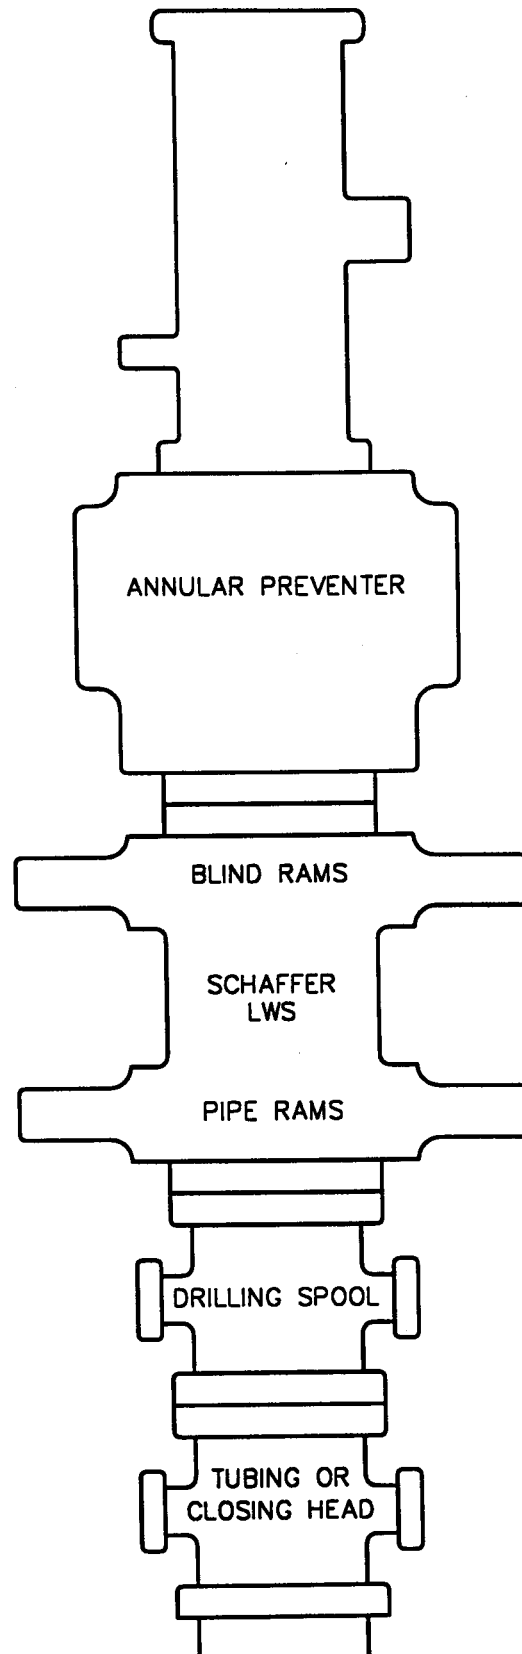 ANNULAR PREVENTER
BLIND RAMS
SCHAFFER
LWS
PIPE RAMS
DRILLING SPOOL
TUBING OR
CLOSING HEAD